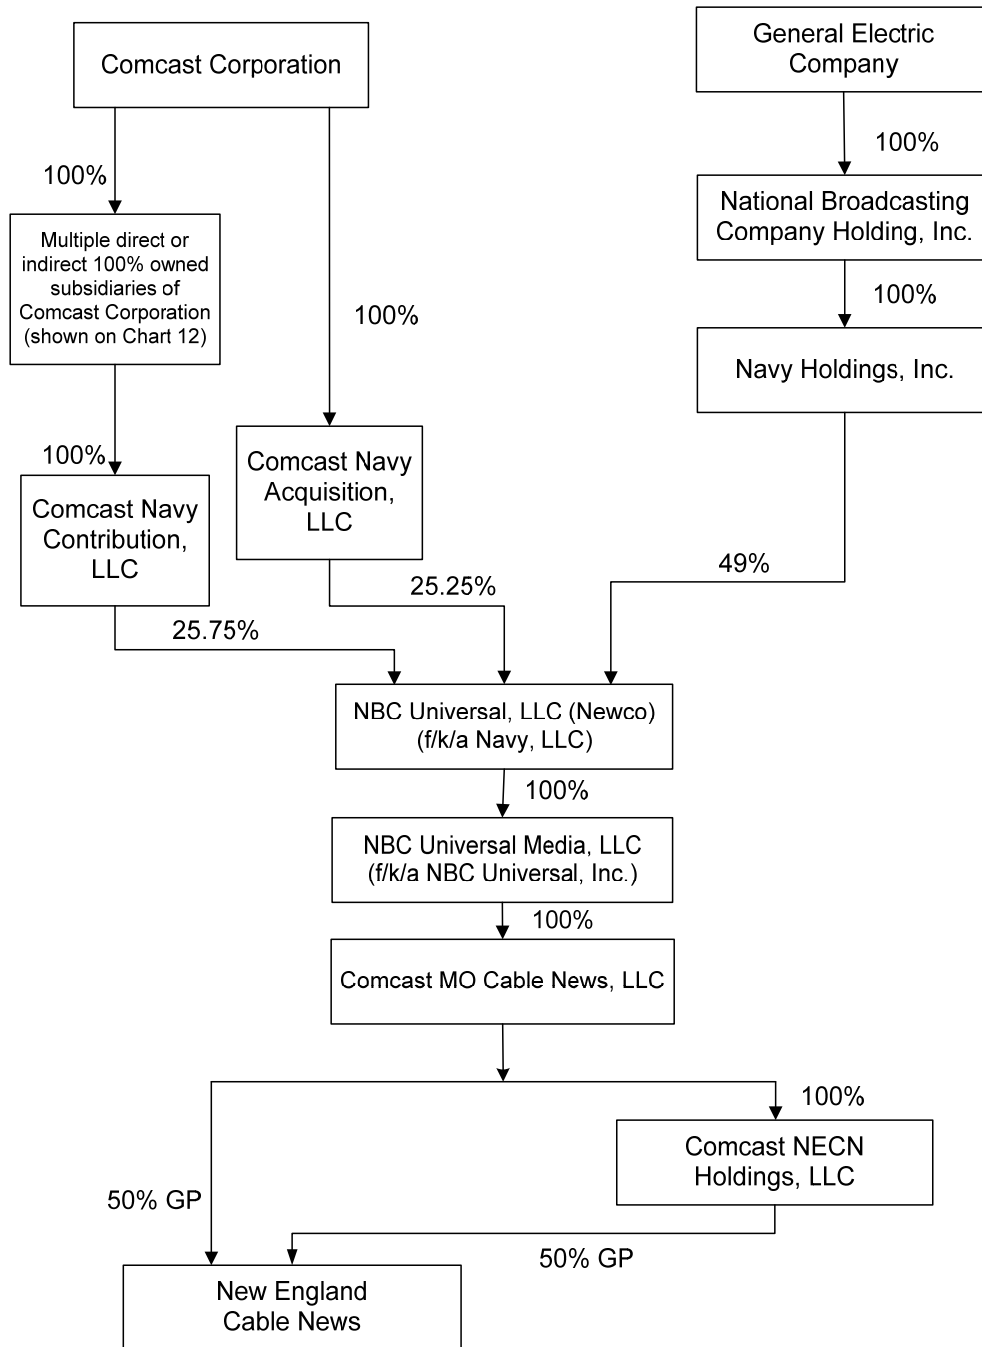 Comcast Corporation
General Electric
Company
100%
100%
National Broadcasting
Company Holding, Inc.
Multiple direct or
indirect 100% owned
subsidiaries of
Comcast Corporation
(shown on Chart 12)
100%
100%
Navy Holdings, Inc.
100%
Comcast Navy
Contribution,
LLC
Comcast Navy
Acquisition,
LLC
25.75%
25.25%
49%
NBC Universal, LLC (Newco)
(f/k/a Navy, LLC)
100%
NBC Universal Media, LLC
(f/k/a NBC Universal, Inc.)
100%
Comcast MO Cable News, LLC
100%
Comcast NECN
Holdings, LLC
50% GP
50% GP
New England
Cable News